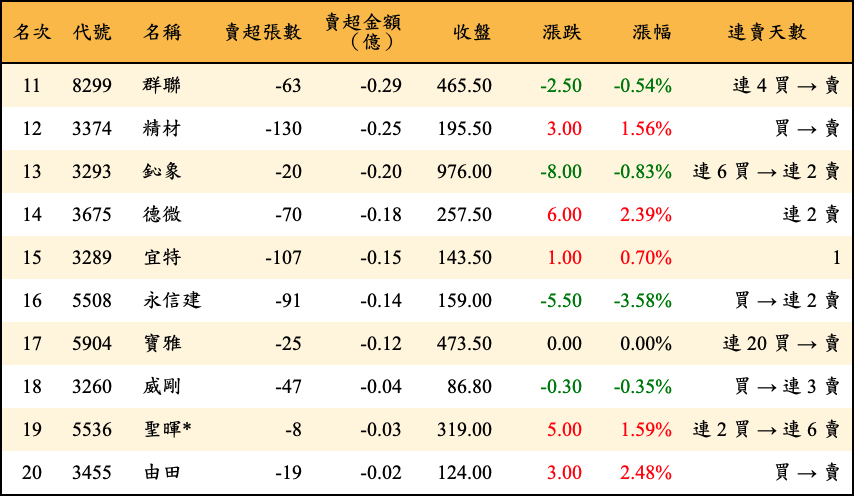 名次 代號 名稱 賣超張數 賣超金額（億） 收盤 漲跌 漲幅 連賣天數
11 8299 群聯 -63 -0.29 465.50 -2.50 -0.54% 連 4 買 → 賣
12 3374 精材 -130 -0.25 195.50 3.00 1.56% 買 → 賣
13 3293 鈊象 -20 -0.20 976.00 -8.00 -0.83% 連 6 買 → 連 2 賣
14 3675 德微 -70 -0.18 257.50 6.00 2.39% 連 2 賣
15 3289 宜特 -107 -0.15 143.50 1.00 0.70% 1
16 5508 永信建 -91 -0.14 159.00 -5.50 -3.58% 買 → 連 2 賣
17 5904 寶雅 -25 -0.12 473.50 0.00 0.00% 連 20 買 → 賣
18 3260 威剛 -47 -0.04 86.80 -0.30 -0.35% 買 → 連 3 賣
19 5536 聖暉* -8 -0.03 319.00 5.00 1.59% 連 2 買 → 連 6 賣
20 3455 由田 -19 -0.02 124.00 3.00 2.48% 買 → 賣